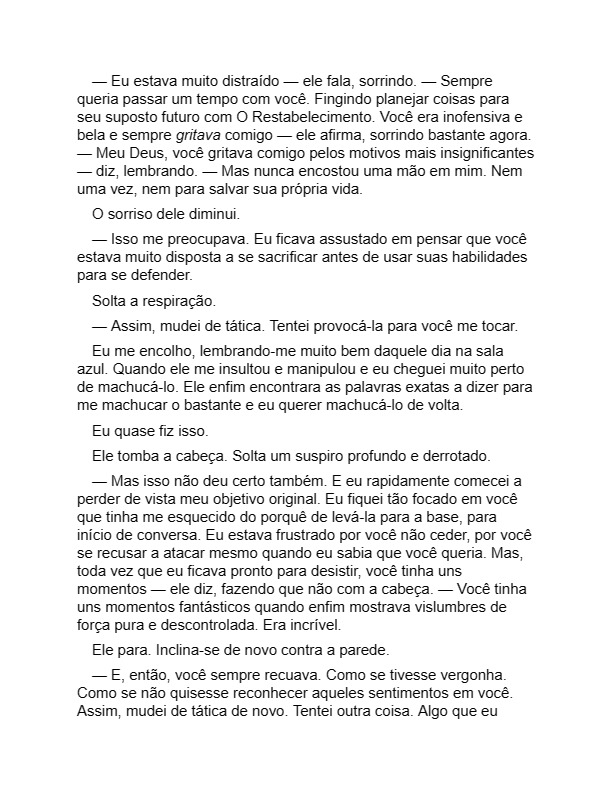 — Eu estava muito distraído — ele fala, sorrindo. — Sempre
queria passar um tempo com você. Fingindo planejar coisas para
seu suposto futuro com O Restabelecimento. Você era inofensiva e
bela e sempre gritava comigo — ele afirma, sorrindo bastante agora.
— Meu Deus, você gritava comigo pelos motivos mais insignificantes
— diz, lembrando. — Mas nunca encostou uma mão em mim. Nem
uma vez, nem para salvar sua própria vida.
O sorriso dele diminui.
— Isso me preocupava. Eu ficava assustado em pensar que você
estava muito disposta a se sacrificar antes de usar suas habilidades
para se defender.
Solta a respiração.
— Assim, mudei de tática. Tentei provocá-la para você me tocar.
Eu me encolho, lembrando-me muito bem daquele dia na sala
azul. Quando ele me insultou e manipulou e eu cheguei muito perto
de machucá-lo. Ele enfim encontrara as palavras exatas a dizer para
me machucar o bastante e eu querer machucá-lo de volta.
Eu quase fiz isso.
Ele tomba a cabeça. Solta um suspiro profundo e derrotado.
— Mas isso não deu certo também. E eu rapidamente comecei a
perder de vista meu objetivo original. Eu fiquei tão focado em você
que tinha me esquecido do porquê de levá-la para a base, para
início de conversa. Eu estava frustrado por você não ceder, por você
se recusar a atacar mesmo quando eu sabia que você queria. Mas,
toda vez que eu ficava pronto para desistir, você tinha uns
momentos — ele diz, fazendo que não com a cabeça. — Você tinha
uns momentos fantásticos quando enfim mostrava vislumbres de
força pura e descontrolada. Era incrível.
Ele para. Inclina-se de novo contra a parede.
— E, então, você sempre recuava. Como se tivesse vergonha.
Como se não quisesse reconhecer aqueles sentimentos em você.
Assim, mudei de tática de novo. Tentei outra coisa. Algo que eu